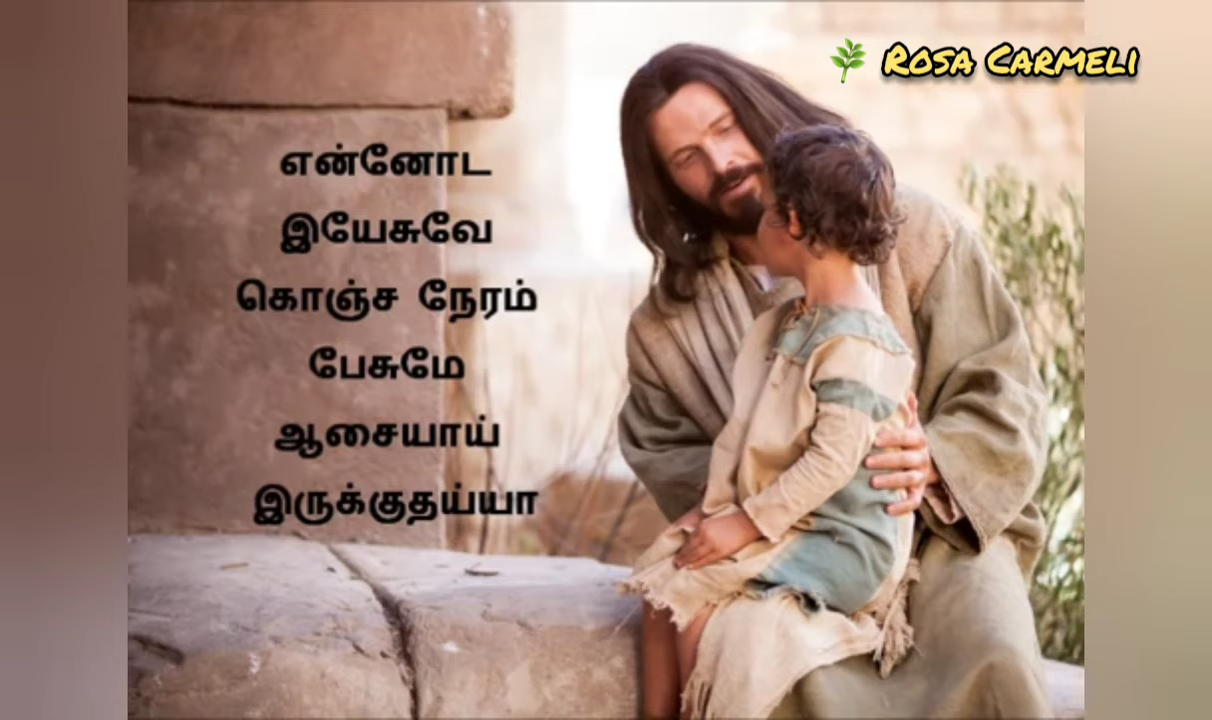 Rosa Carmeli
என்னோட
இயேசுவே
கொஞ்ச நேரம்
பேசுமே
ஆசையாய்
இருக்குதய்யா